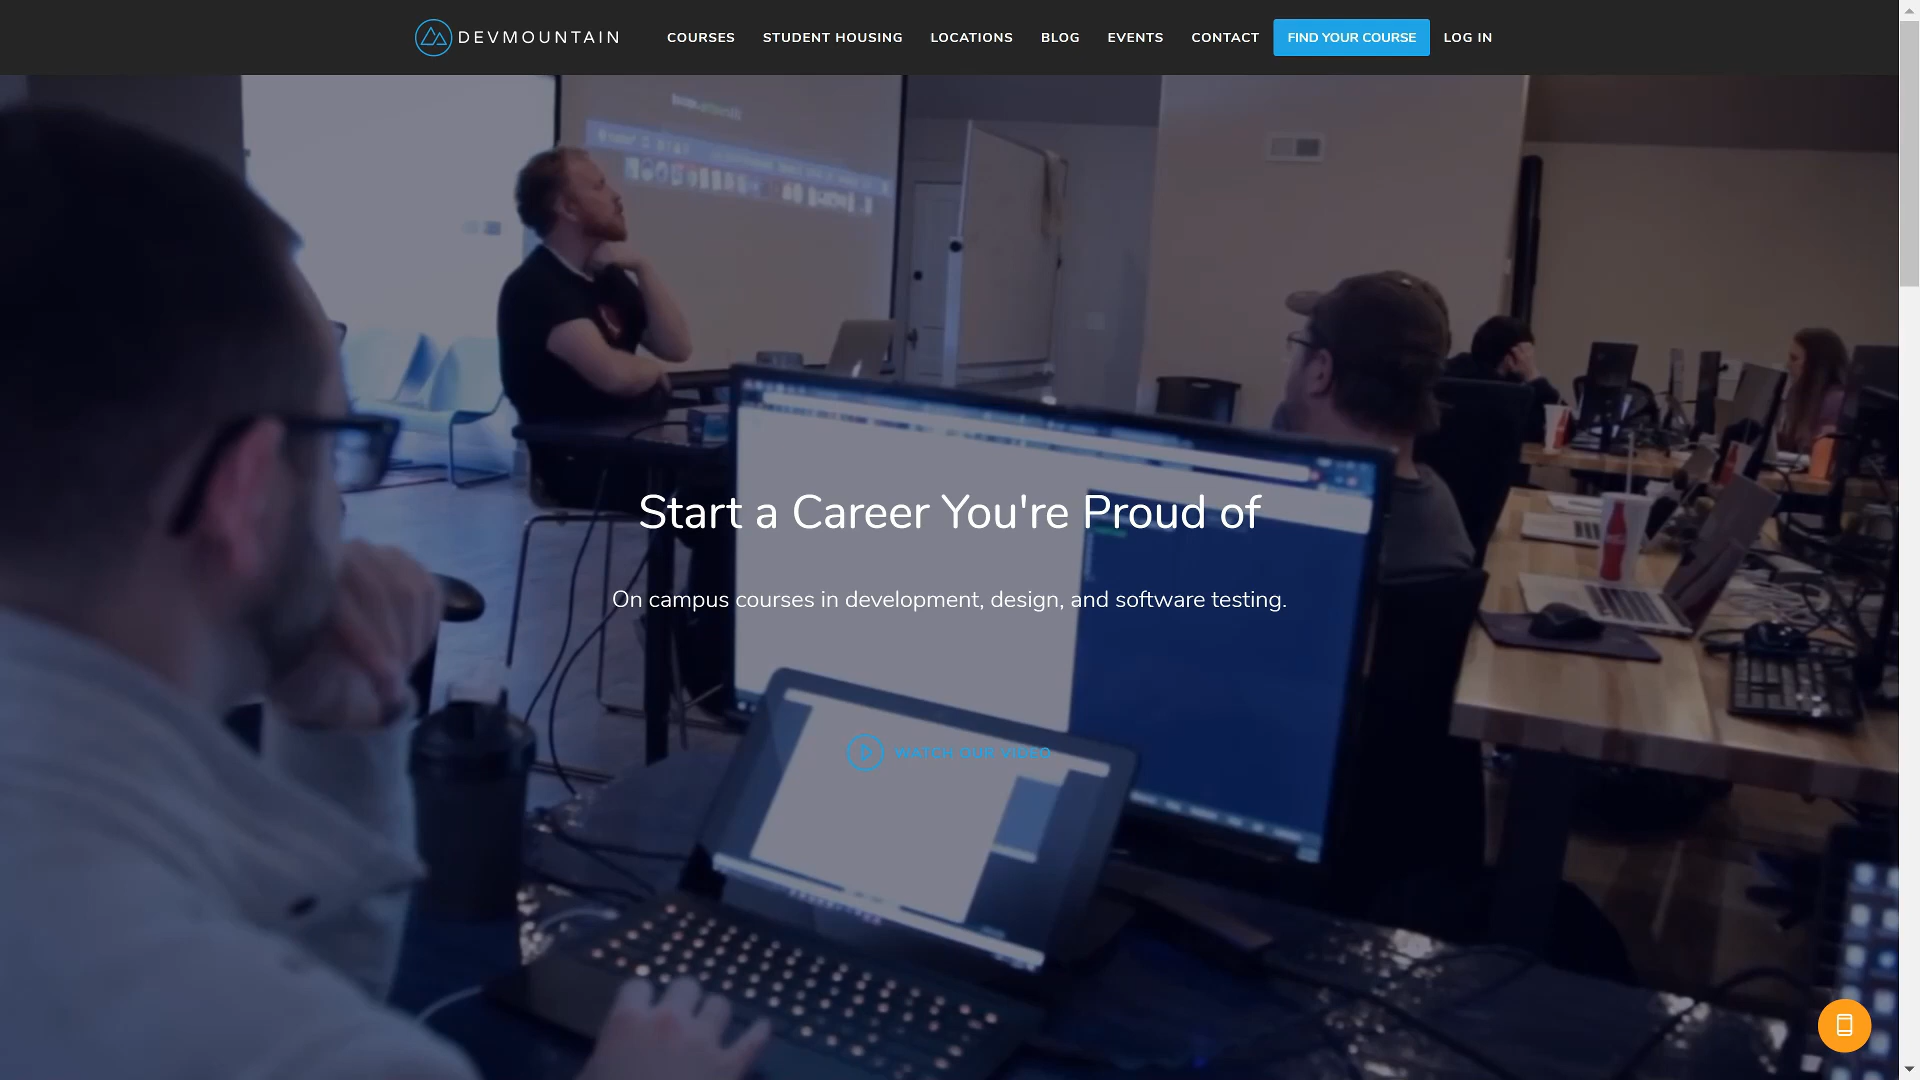 DEVMOUNTAIN
COURSES
STUDENT HOUSING
LOCATIONS
BLOG
EVENTS
CONTACT
FIND YOUR COURSE
LOG IN
Start a Career You're Proud of
On campus courses in development, design, and software testing.
WATCH OUR VIDEO